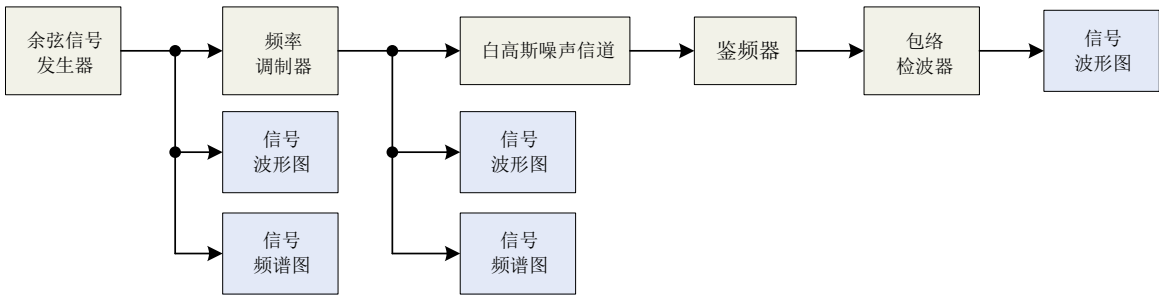 余弦信号
发生器
频率
调制器
白高斯噪声信道
鉴频器
包络
检波器
信号
波形图
信号
波形图
信号
波形图
信号
频谱图
信号
频谱图